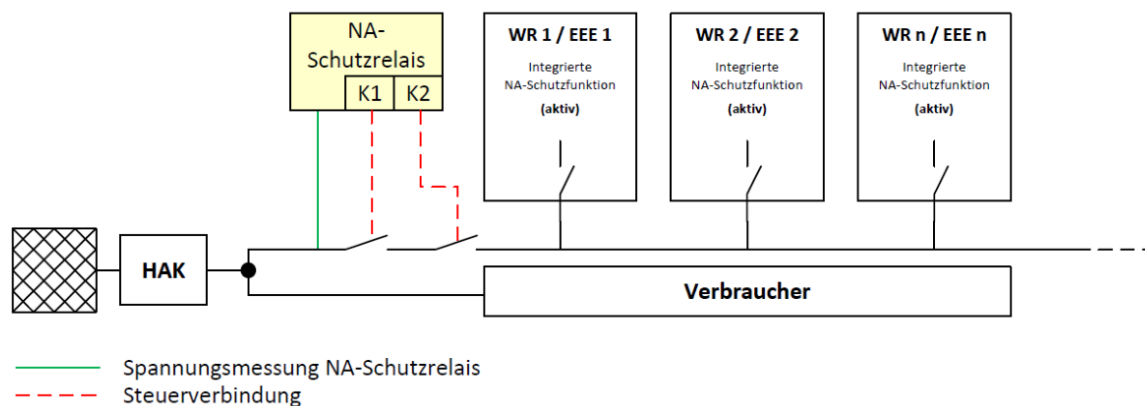 NA-
Schutzrelais
K1 K2
WR 1 / EEE 1
Integrierte
NA-Schutzfunktion
(aktiv)
WR 2 / EEE 2
Integrierte
NA-Schutzfunktion
(aktiv)
WR n / EEE n
Integrierte
NA-Schutzfunktion
(aktiv)
HAK
Verbraucher
Spannungsmessung NA-Schutzrelais
Steuerverbindung